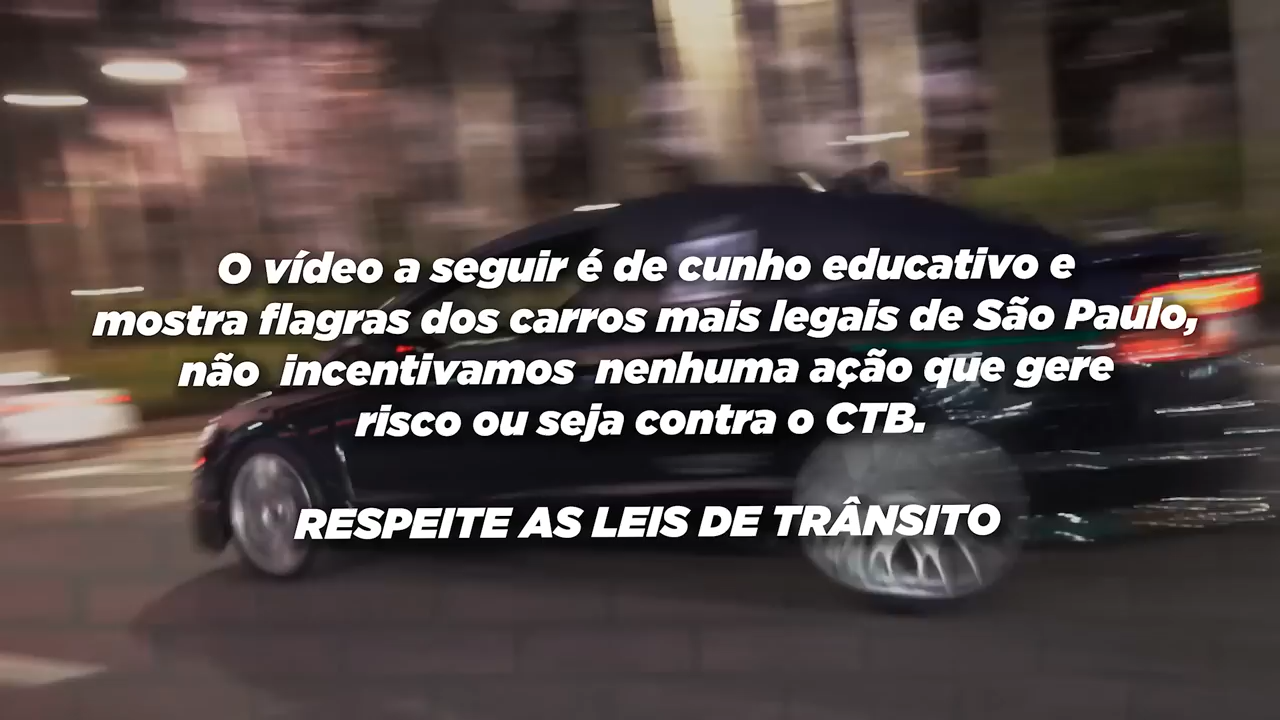 O vídeo a seguir é de cunho educativo e
mostra flagras dos carros mais legais de São Paulo,
não incentivamos nenhuma ação que gere
risco ou seja contra o CTB.
RESPEITE AS LEIS DE TRÂNSITO